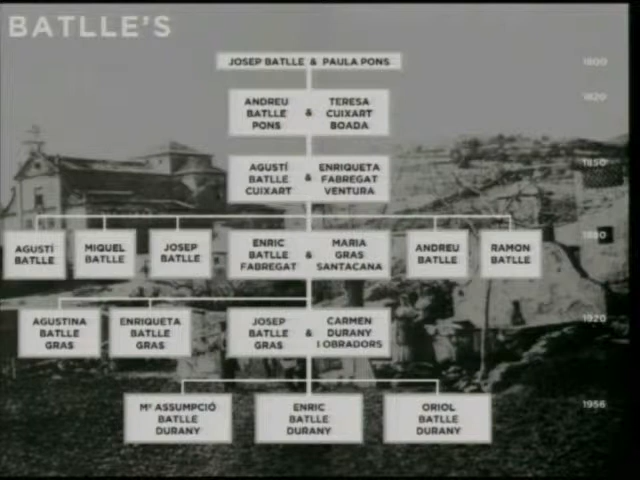 BATLLE'S
JOSEP BATLLE & PAULA PONS
1800
ANDREU
BATLLE
PONS
&
TERESA
CUIXART
BOADA
1820
AGUSTÍ
BATLLE
CUIXART
&
ENRIQUETA
FABREGAT
VENTURA
1850
AGUSTÍ
BATLLE
MIQUEL
BATLLE
JOSEP
BATLLE
ENRIC
BATLLE
FABREGAT
&
MARIA
GRAS
SANTACANA
ANDREU
BATLLE
RAMON
BATLLE
1880
AGUSTINA
BATLLE
GRAS
ENRIQUETA
BATLLE
GRAS
JOSEP
BATLLE
GRAS
&
CARMEN
DURANY
I OBRADORS
1920
Mª ASSUMPCIÓ
BATLLE
DURANY
ENRIC
BATLLE
DURANY
ORIOL
BATLLE
DURANY
1956